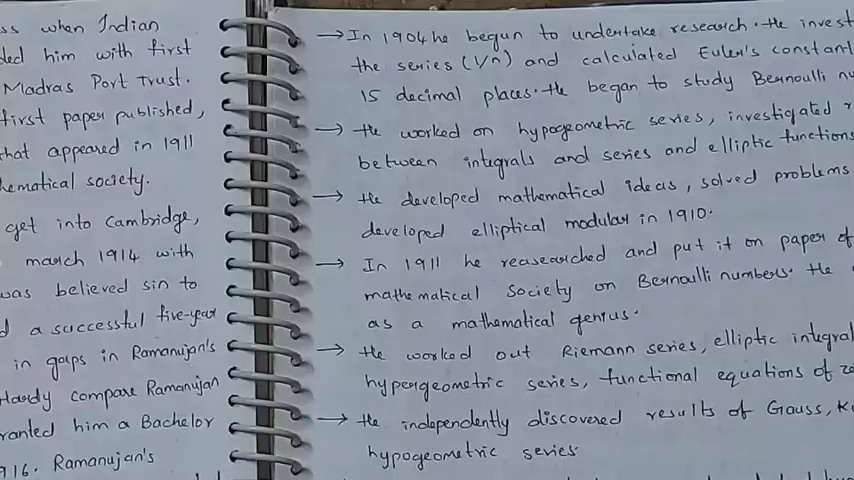 ss when Indian
ded him with first
Madras Port Trust.
first paper published,
that appeared in 1911
hematical society.
get into Cambridge,
march 1914 with
was believed sin to
d a successful five-year
in gaps in Ramanujan's
Hardy compare Ramanujan
ranted him a Bachelor
916. Ramanujan's
→ In 1904 he begun to undertake research. He invest
the series (1/n) and calculated Euler's constant
15 decimal places. He began to study Bernoulli nu
→ He worked on hypogeometric series, investigated r
between integrals and series and elliptic functions
→ He developed mathematical ideas, solved problems
developed elliptical modular in 1910.
→ In 1911 he reasearched and put it on paper of
mathematical Society on Bernoulli numbers. He
as a mathematical genius.
→ He worked out Riemann series, elliptic integral
hypergeometric series, functional equations of ze
→ He independently discovered results of Gauss, Ku
hypogeometric series